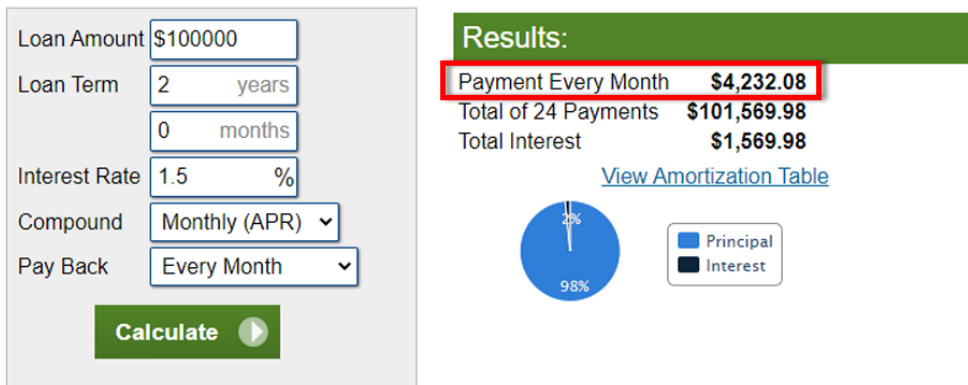 Loan Amount $100000
Loan Term 2 years
0 months
Interest Rate 1.5 %
Compound Monthly (APR)
Pay Back Every Month
Calculate
Results:
Payment Every Month $4,232.08
Total of 24 Payments $101,569.98
Total Interest $1,569.98
View Amortization Table
2%
98%
Principal
Interest